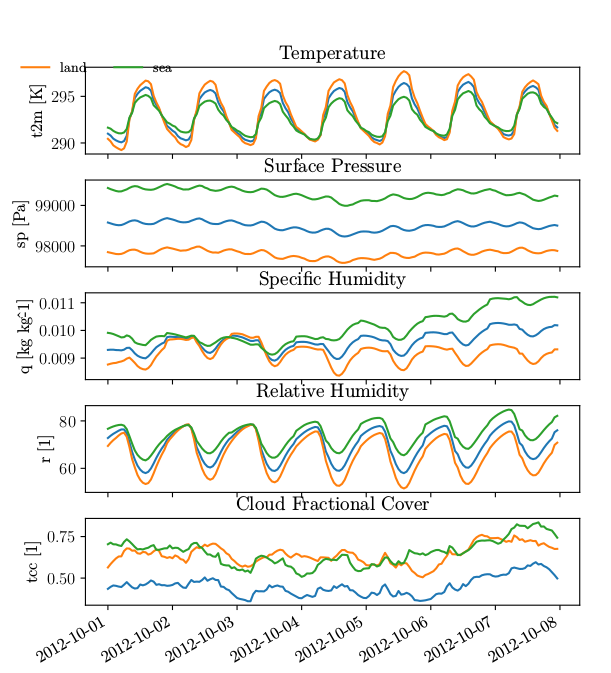 Temperature
land sea
295
290
t2m [K]
Surface Pressure
99000
98000
sp [Pa]
Specific Humidity
0.011
0.010
0.009
q [kg kg-1]
Relative Humidity
80
60
r [1]
Cloud Fractional Cover
0.75
0.50
tcc [1]
2012-10-01 2012-10-02 2012-10-03 2012-10-04 2012-10-05 2012-10-06 2012-10-07 2012-10-08